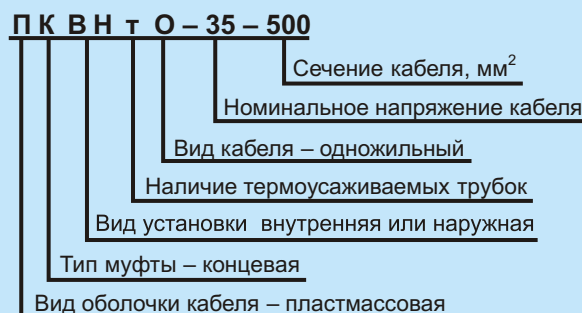 П К В Н т О – 35 – 500
Сечение кабеля, мм²
Номинальное напряжение кабеля
Вид кабеля – одножильный
Наличие термоусаживаемых трубок
Вид установки внутренняя или наружная
Тип муфты – концевая
Вид оболочки кабеля – пластмассовая